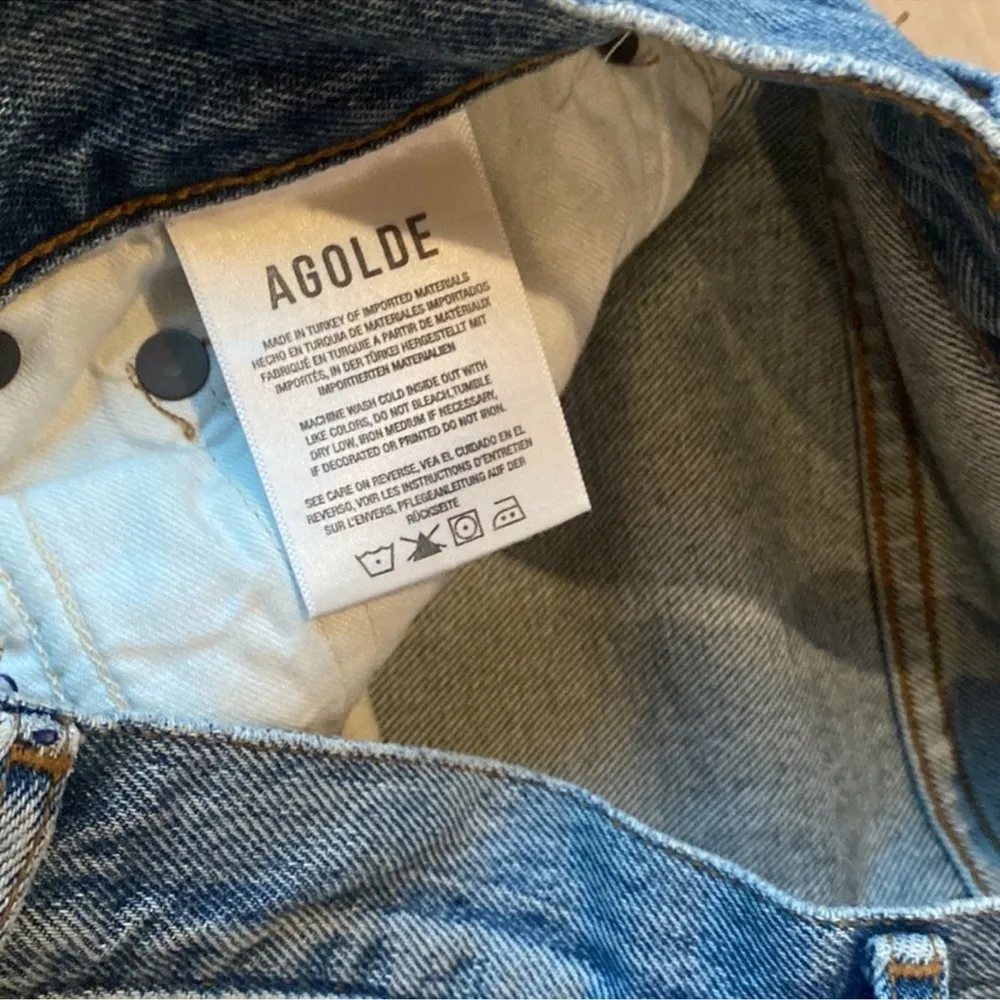 AGOLDE
MADE IN TURKEY OF IMPORTED MATERIALS
HECHO EN TURQUIA DE MATERIALES IMPORTADOS
FABRIQUÉ EN TURQUIE À PARTIR DE MATÉRIAUX
IMPORTÉS, IN DER TÜRKEI HERGESTELLT MIT
IMPORTIERTEN MATERIALIEN
MACHINE WASH COLD INSIDE OUT WITH
LIKE COLORS, DO NOT BLEACH,TUMBLE
DRY LOW, IRON MEDIUM IF NECESSARY,
IF DECORATED OR PRINTED DO NOT IRON.
SEE CARE ON REVERSE, VEA EL CUIDADO EN EL
REVERSO, VOIR LES INSTRUCTIONS D'ENTRETIEN
SUR L'ENVERS, PFLEGEANLEITUNG AUF DER
RÜCKSEITE